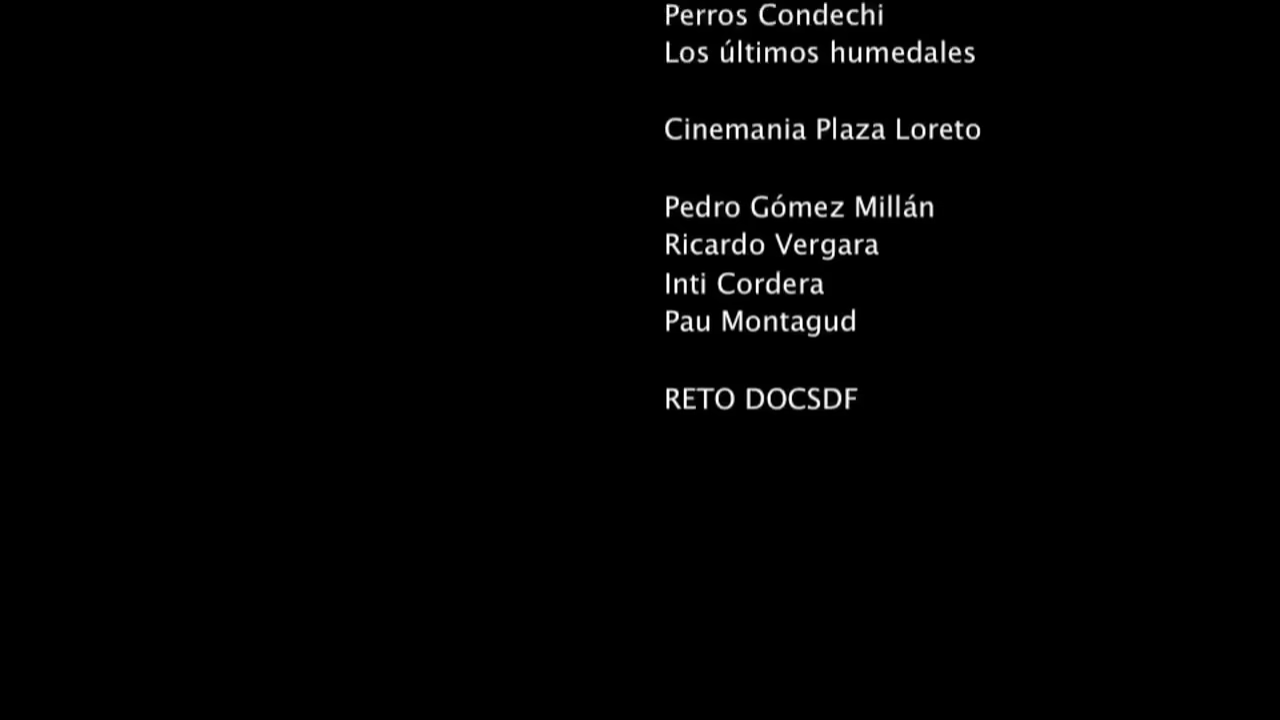 Perros Condechi
Los últimos humedales
Cinemania Plaza Loreto
Pedro Gómez Millán
Ricardo Vergara
Inti Cordera
Pau Montagud
RETO DOCSDF